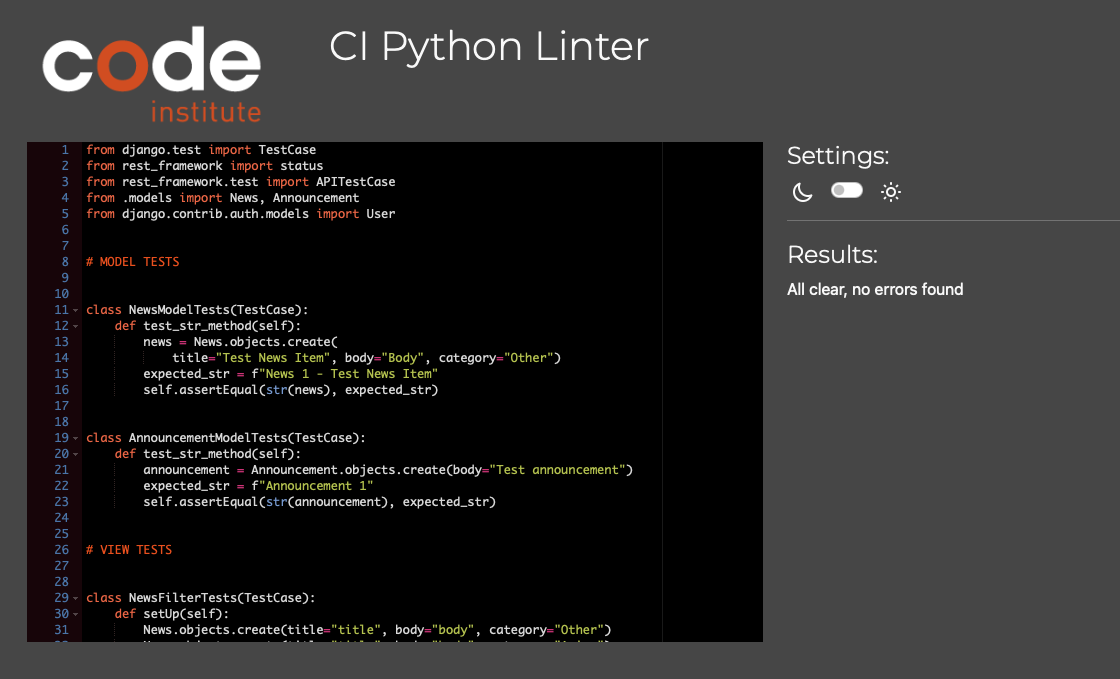 code
institute
CI Python Linter
1 from django.test import TestCase
2 from rest_framework import status
3 from rest_framework.test import APITestCase
4 from .models import News, Announcement
5 from django.contrib.auth.models import User
6
7
8 # MODEL TESTS
9
10
11 class NewsModelTests(TestCase):
12     def test_str_method(self):
13         news = News.objects.create(
14             title="Test News Item", body="Body", category="Other")
15         expected_str = f"News 1 - Test News Item"
16         self.assertEqual(str(news), expected_str)
17
18
19 class AnnouncementModelTests(TestCase):
20     def test_str_method(self):
21         announcement = Announcement.objects.create(body="Test announcement")
22         expected_str = f"Announcement 1"
23         self.assertEqual(str(announcement), expected_str)
24
25
26 # VIEW TESTS
27
28
29 class NewsFilterTests(TestCase):
30     def setUp(self):
31         News.objects.create(title="title", body="body", category="Other")
Settings:
Results:
All clear, no errors found